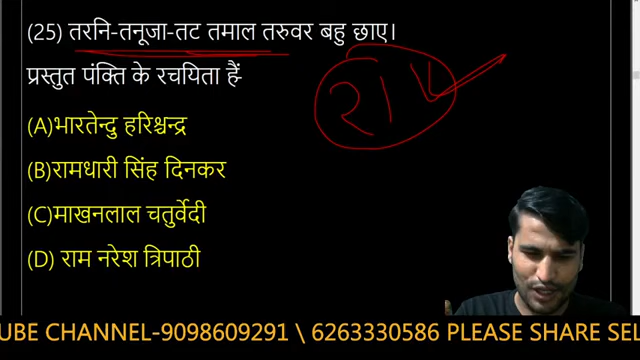 (25) तरनि-तनूजा-तट तमाल तरुवर बहु छाए।
प्रस्तुत पंक्ति के रचयिता हैं
(A)भारतेन्दु हरिश्चन्द्र
(B)रामधारी सिंह दिनकर
(C)माखनलाल चतुर्वेदी
(D) राम नरेश त्रिपाठी
UBE CHANNEL-9098609291 \ 6263330586 PLEASE SHARE SEL